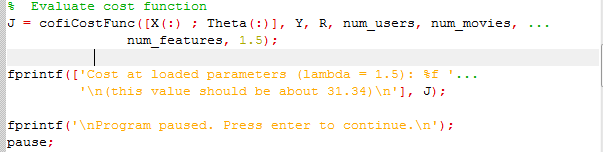 %  Evaluate cost function
J = cofiCostFunc([X(:) ; Theta(:)], Y, R, num_users, num_movies, ...
num_features, 1.5);
fprintf(['Cost at loaded parameters (lambda = 1.5): %f '...
'\n(this value should be about 31.34)\n'], J);
fprintf('\nProgram paused. Press enter to continue.\n');
pause;